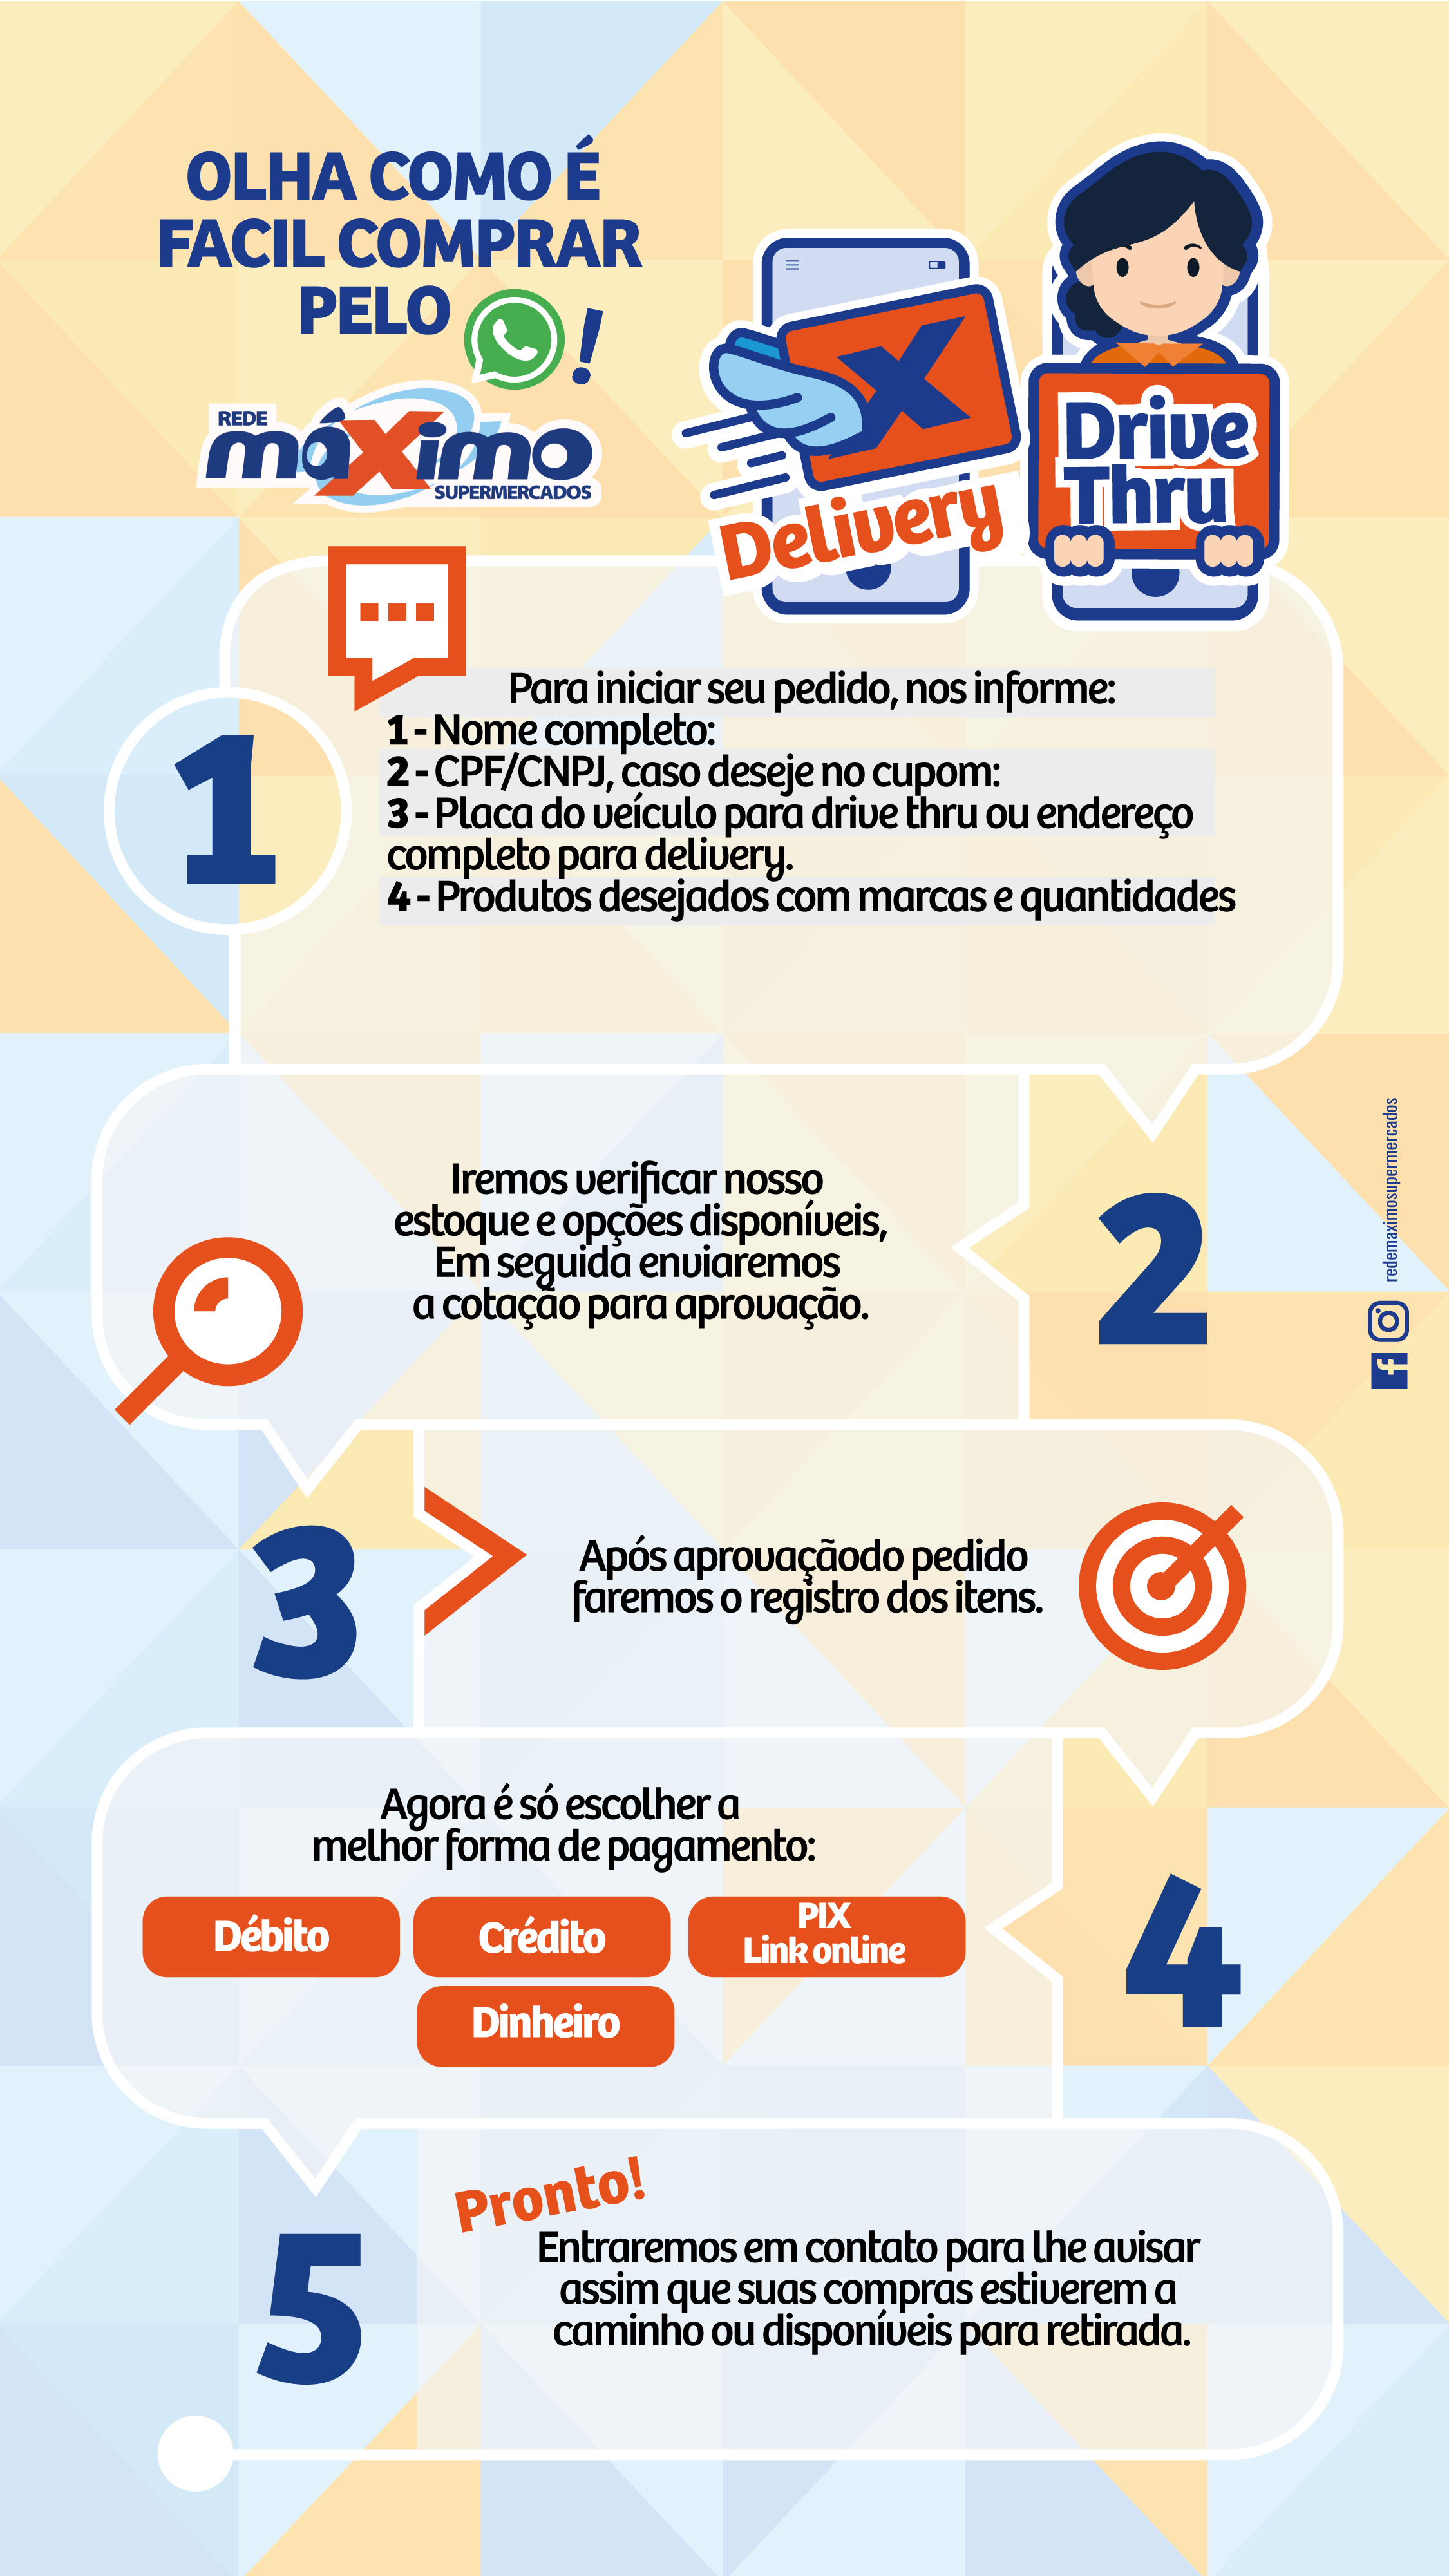 OLHA COMO É
FACIL COMPRAR
PELO !
REDE
máximo
SUPERMERCADOS
X
Delivery
Drive
Thru
1
Para iniciar seu pedido, nos informe:
1 - Nome completo:
2 - CPF/CNPJ, caso deseje no cupom:
3 - Placa do veículo para drive thru ou endereço
completo para delivery.
4 - Produtos desejados com marcas e quantidades
Iremos verificar nosso
estoque e opções disponíveis,
Em seguida enviaremos
a cotação para aprovação.
2
redemaximosupermercados
3
Após aprovaçãodo pedido
faremos o registro dos itens.
Agora é só escolher a
melhor forma de pagamento:
Débito
Crédito
PIX
Link online
Dinheiro
4
5
Pronto!
Entraremos em contato para lhe avisar
assim que suas compras estiverem a
caminho ou disponíveis para retirada.